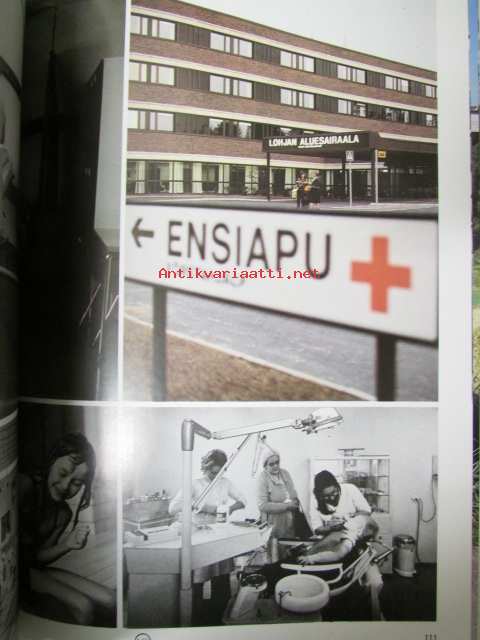 LOHJAN ALUESAIRAALA
← ENSIAPU
Antikvariaatti.net
111